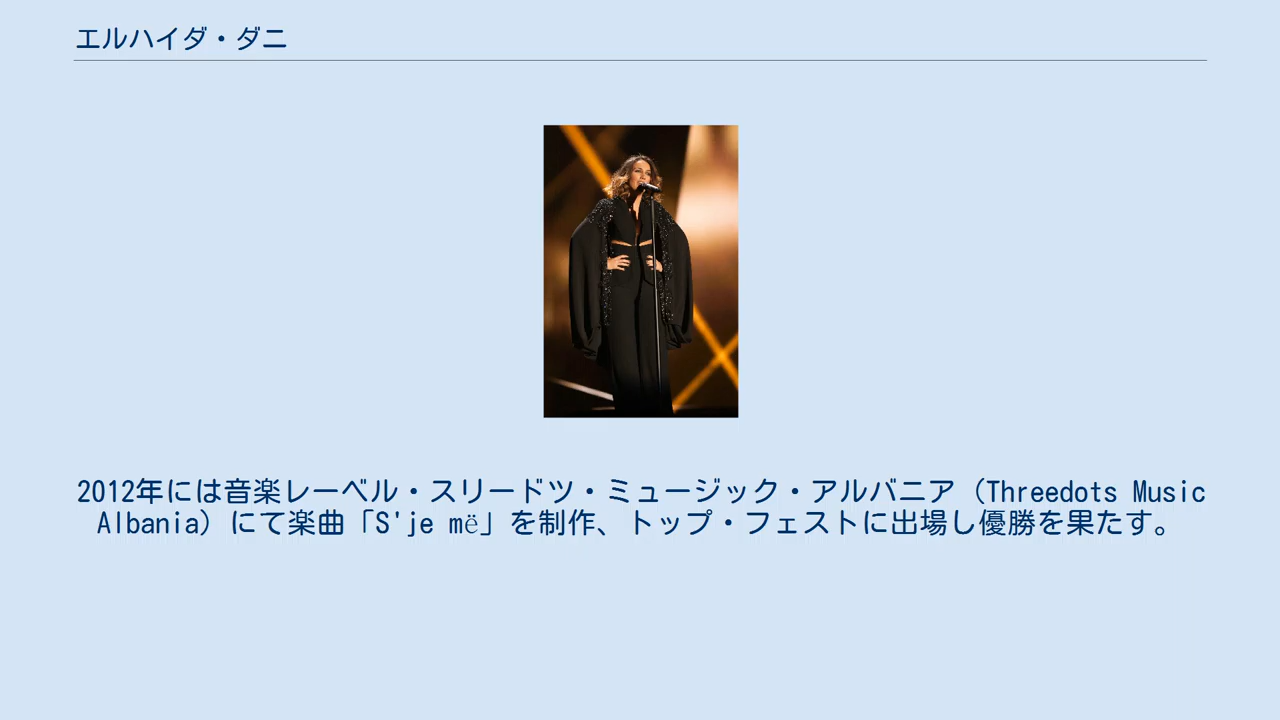 エルハイダ・ダニ
2012年には音楽レーベル・スリードツ・ミュージック・アルバニア（Threedots Music
Albania）にて楽曲「S'je më」を制作、トップ・フェストに出場し優勝を果たす。